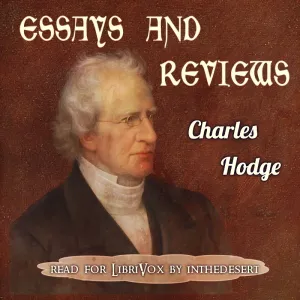 ESSAYS AND
REVIEWS
Charles
Hodge
READ FOR LIBRIVOX BY INTHEDESERT